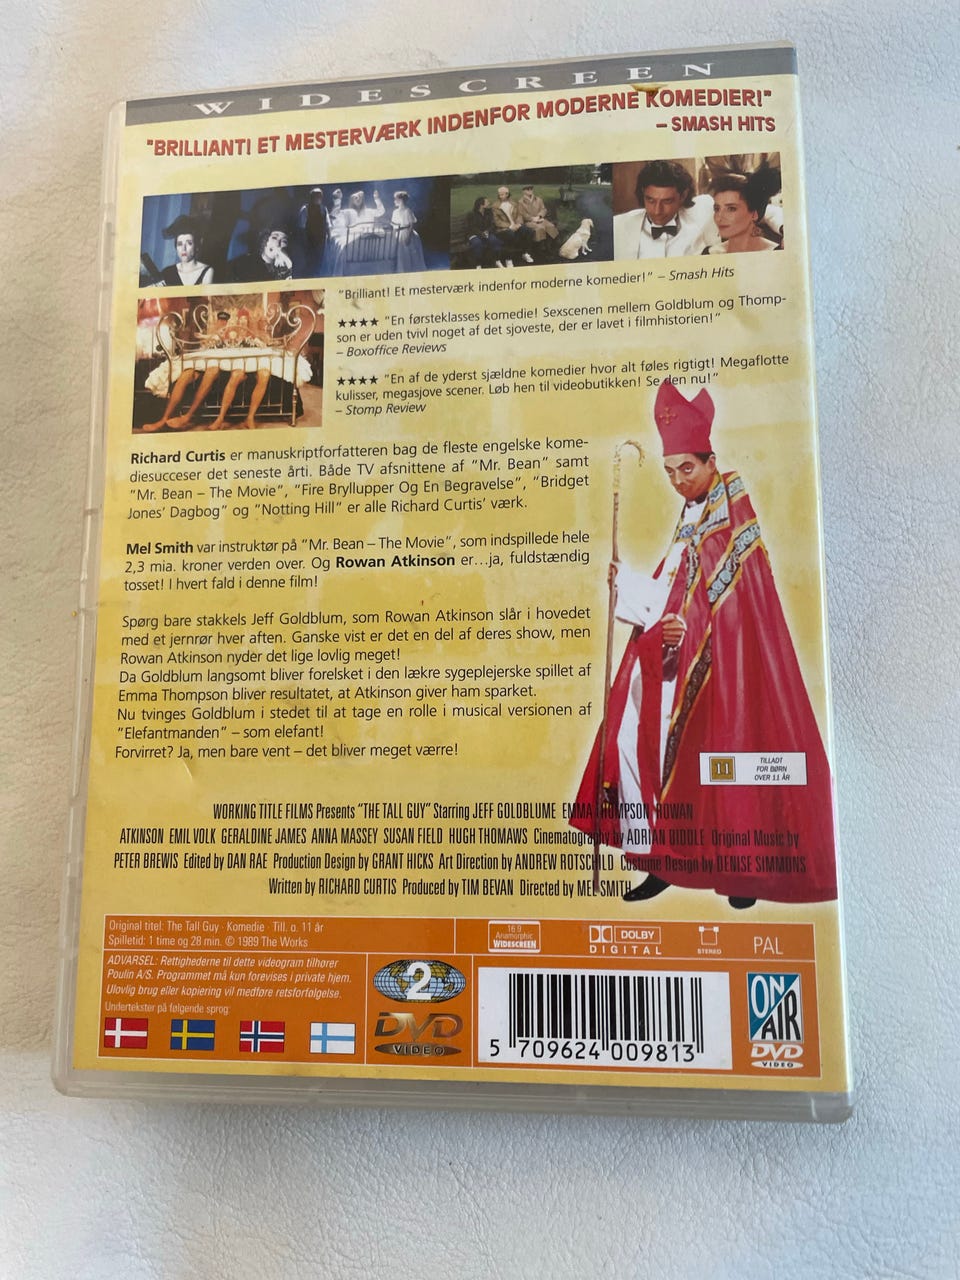 WIDESCREEN
"BRILLIANT! ET MESTERVÆRK INDENFOR MODERNE KOMEDIER!"
– SMASH HITS
"Brilliant! Et mesterværk indenfor moderne komedier!" – Smash Hits
★★★★ "En førsteklasses komedie! Sexscenen mellem Goldblum og Thomp-
son er uden tvivl noget af det sjoveste, der er lavet i filmhistorien!"
– Boxoffice Reviews
★★★★ "En af de yderst sjældne komedier hvor alt føles rigtigt! Megaflotte
kulisser, megasjove scener. Løb hen til videobutikken! Se den nu!"
– Stomp Review
Richard Curtis er manuskriptforfatteren bag de fleste engelske kome-
diesucceser det seneste årti. Både TV afsnittene af "Mr. Bean" samt
"Mr. Bean – The Movie", "Fire Bryllupper Og En Begravelse", "Bridget
Jones' Dagbog" og "Notting Hill" er alle Richard Curtis' værk.
Mel Smith var instruktør på "Mr. Bean – The Movie", som indspillede hele
2,3 mia. kroner verden over. Og Rowan Atkinson er...ja, fuldstændig
tosset! I hvert fald i denne film!
Spørg bare stakkels Jeff Goldblum, som Rowan Atkinson slår i hovedet
med et jernrør hver aften. Ganske vist er det en del af deres show, men
Rowan Atkinson nyder det lige lovlig meget!
Da Goldblum langsomt bliver forelsket i den lækre sygeplejerske spillet af
Emma Thompson bliver resultatet, at Atkinson giver ham sparket.
Nu tvinges Goldblum i stedet til at tage en rolle i musical versionen af
"Elefantmanden" – som elefant!
Forvirret? Ja, men bare vent – det bliver meget værre!
11
TILLADT
FOR BØRN
OVER 11 ÅR
WORKING TITLE FILMS Presents "THE TALL GUY" Starring JEFF GOLDBLUME EMMA THOMPSON ROWAN
ATKINSON EMIL VOLK GERALDINE JAMES ANNA MASSEY SUSAN FIELD HUGH THOMAWS Cinematography by ADRIAN BIDDLE Original Music by
PETER BREWIS Edited by DAN RAE Production Design by GRANT HICKS Art Direction by ANDREW ROTSCHILD Costume Design by DENISE SIMMONS
Written by RICHARD CURTIS Produced by TIM BEVAN Directed by MEL SMITH
Original titel: The Tall Guy · Komedie · Till. o. 11 år
Spilletid: 1 time og 28 min. © 1989 The Works
16:9
Anamorphic
WIDESCREEN
DOLBY
DIGITAL
STEREO
PAL
ADVARSEL: Rettighederne til dette videogram tilhører
Poulin A/S. Programmet må kun forevises i private hjem.
Ulovlig brug eller kopiering vil medføre retsforfølgelse.
Undertekster på følgende sprog:
2
DVD
VIDEO
5 709624 009813
ON
AIR
DVD
VIDEO